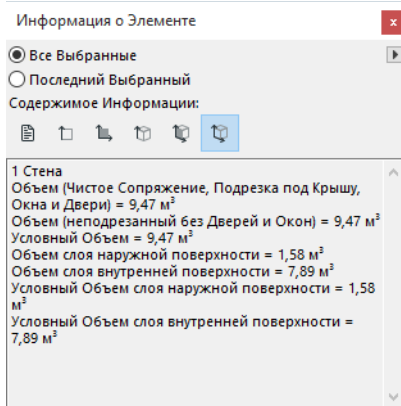 Информация о Элементе
x
Все Выбранные
Последний Выбранный
Содержимое Информации:
1 Стена
Объем (Чистое Сопряжение, Подрезка под Крышу,
Окна и Двери) = 9,47 м³
Объем (неподрезанный без Дверей и Окон) = 9,47 м³
Условный Объем = 9,47 м³
Объем слоя наружной поверхности = 1,58 м³
Объем слоя внутренней поверхности = 7,89 м³
Условный Объем слоя наружной поверхности = 1,58
м³
Условный Объем слоя внутренней поверхности =
7,89 м³